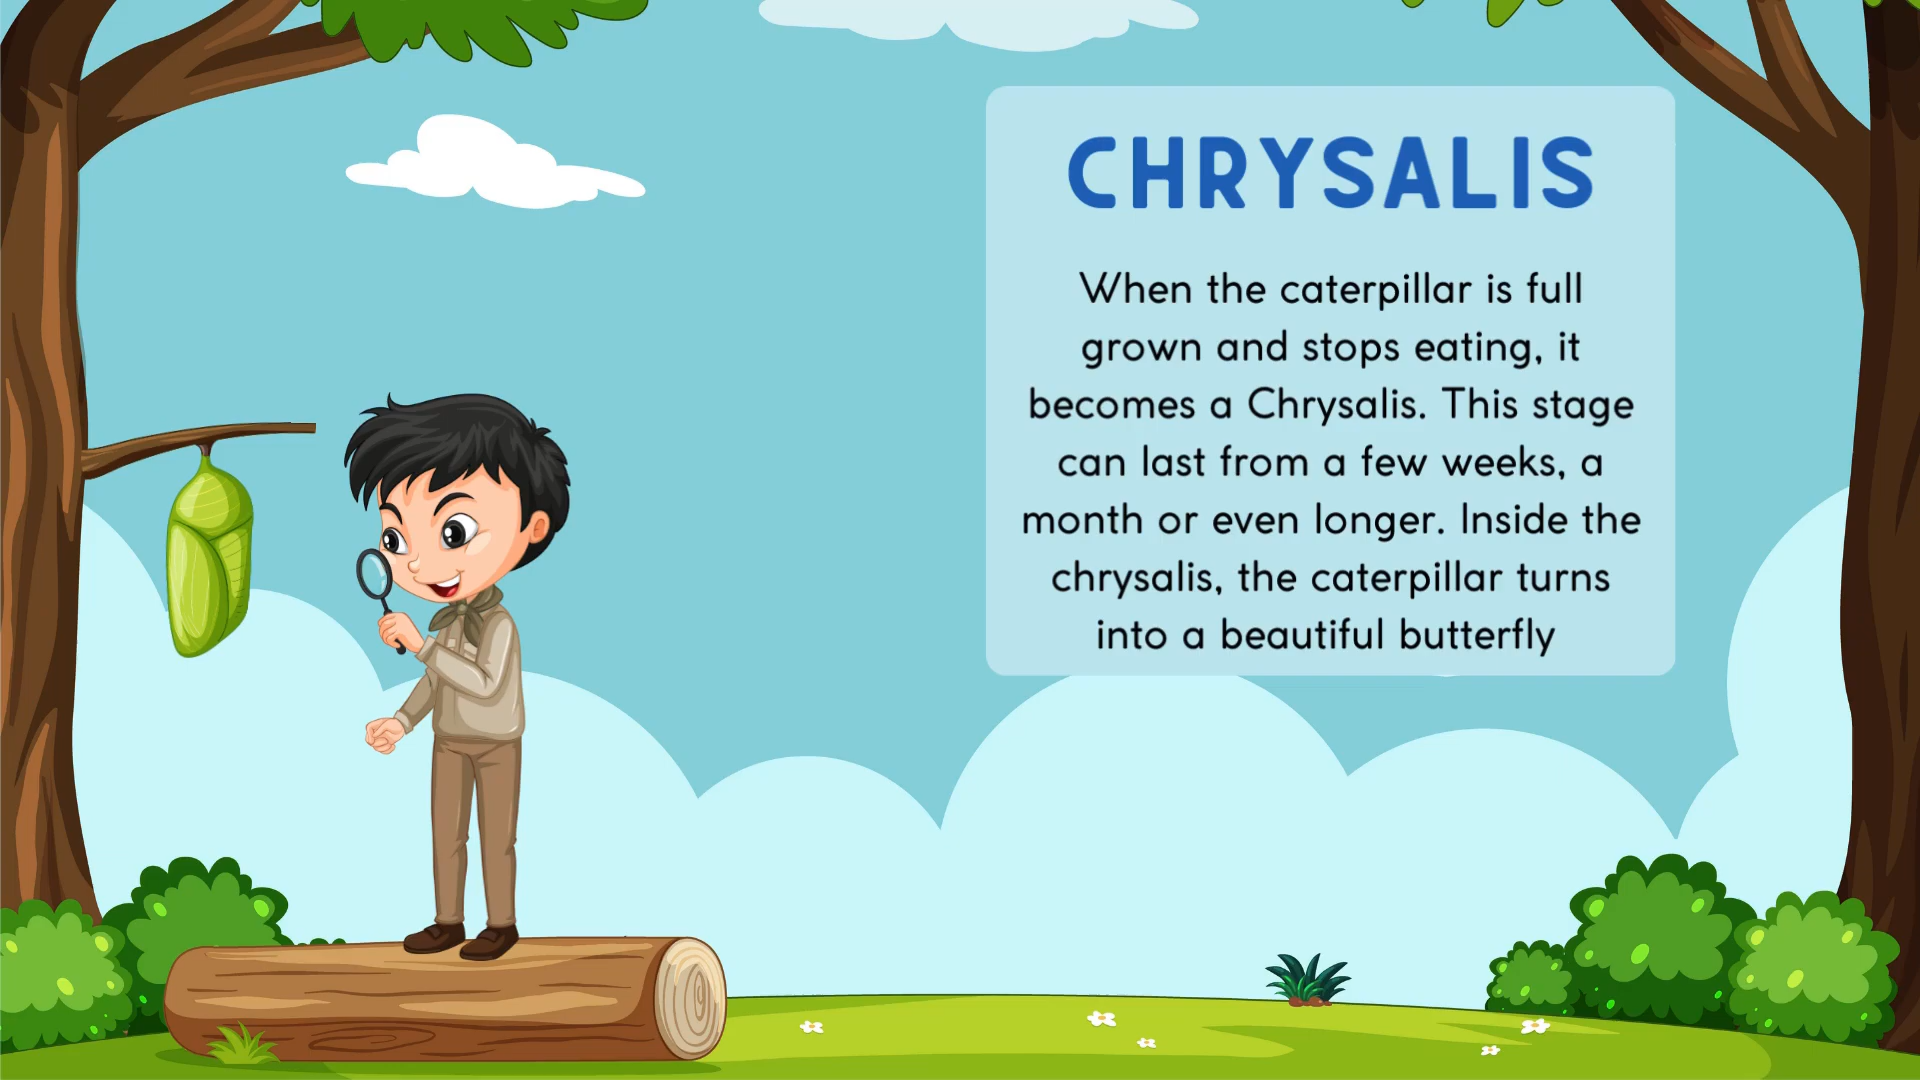 CHRYSALIS
When the caterpillar is full
grown and stops eating, it
becomes a Chrysalis. This stage
can last from a few weeks, a
month or even longer. Inside the
chrysalis, the caterpillar turns
into a beautiful butterfly